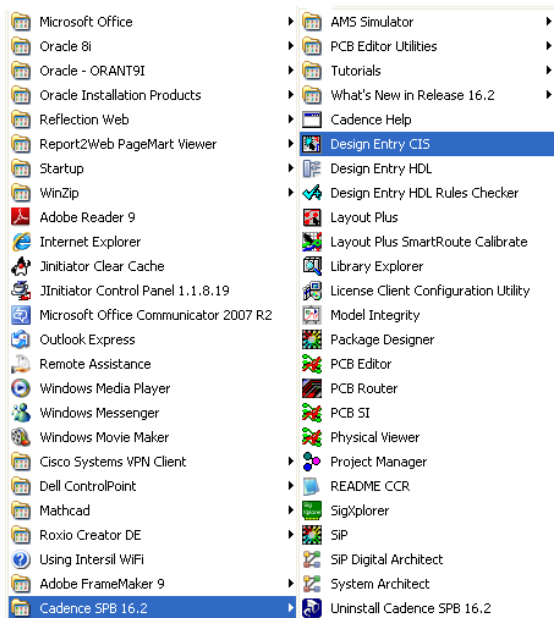 Microsoft Office
Oracle 8i
Oracle - ORANT9I
Oracle Installation Products
Reflection Web
Report2Web PageMart Viewer
Startup
WinZip
Adobe Reader 9
Internet Explorer
Jinitiator Clear Cache
JInitiator Control Panel 1.1.8.19
Microsoft Office Communicator 2007 R2
Outlook Express
Remote Assistance
Windows Media Player
Windows Messenger
Windows Movie Maker
Cisco Systems VPN Client
Dell ControlPoint
Mathcad
Roxio Creator DE
Using Intersil WiFi
Adobe FrameMaker 9
Cadence SPB 16.2
AMS Simulator
PCB Editor Utilities
Tutorials
What's New in Release 16.2
Cadence Help
Design Entry CIS
Design Entry HDL
Design Entry HDL Rules Checker
Layout Plus
Layout Plus SmartRoute Calibrate
Library Explorer
License Client Configuration Utility
Model Integrity
Package Designer
PCB Editor
PCB Router
PCB SI
Physical Viewer
Project Manager
README CCR
SigXplorer
SiP
SiP Digital Architect
System Architect
Uninstall Cadence SPB 16.2